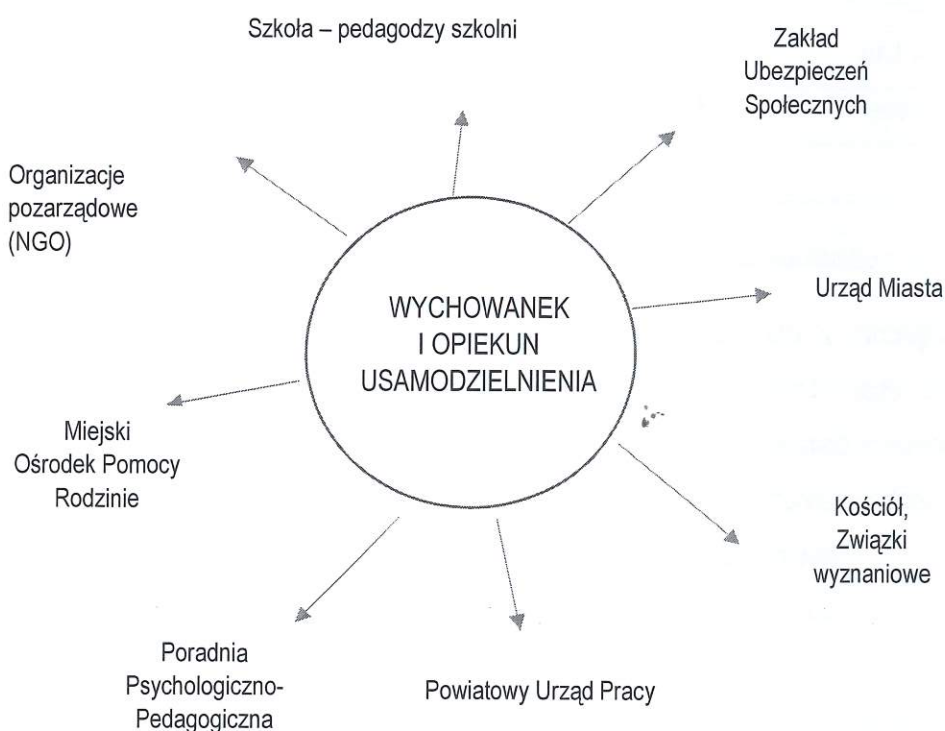 Szkoła – pedagodzy szkolni
Zakład
Ubezpieczeń
Społecznych
Organizacje
pozarządowe
(NGO)
Urząd Miasta
WYCHOWANEK
I OPIEKUN
USAMODZIELNIENIA
Miejski
Ośrodek Pomocy
Rodzinie
Kościół,
Związki
wyznaniowe
Poradnia
Psychologiczno-
Pedagogiczna
Powiatowy Urząd Pracy